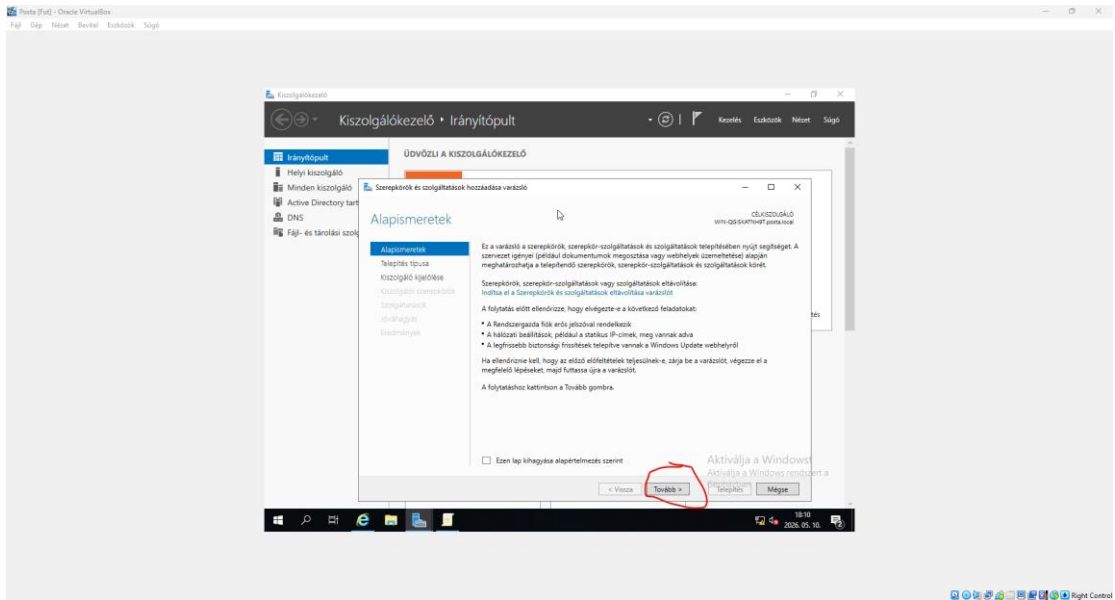 Posta [Fut] - Oracle VirtualBox
Fájl Gép Nézet Bevitel Eszközök Súgó
Kiszolgálókezelő
Kiszolgálókezelő • Irányítópult
Kezelés Eszközök Nézet Súgó
Irányítópult
Helyi kiszolgáló
Minden kiszolgáló
Active Directory tart
DNS
Fájl- és tárolási szolg
ÜDVÖZLI A KISZOLGÁLÓKEZELŐ
Szerepkörök és szolgáltatások hozzáadása varázsló
Alapismeretek
CÉLKISZOLGÁLÓ
Alapismeretek
Telepítés típusa
Kiszolgáló kijelölése
Kiszolgálói szerepkörök
Szolgáltatások
Jóváhagyás
Eredmények
Ez a varázsló a szerepkörök, szerepkör-szolgáltatások és szolgáltatások telepítésében nyújt segítséget. A
szervezet igényei (például dokumentumok megosztása vagy webhelyek üzemeltetése) alapján
meghatározhatja a telepítendő szerepkörök, szerepkör-szolgáltatások és szolgáltatások körét.
Szerepkörök, szerepkör-szolgáltatások vagy szolgáltatások eltávolítása:
Indítsa el a Szerepkörök és szolgáltatások eltávolítása varázslót
A folytatás előtt ellenőrizze, hogy elvégezte-e a következő feladatokat:
• A Rendszergazda fiók erős jelszóval rendelkezik
• A hálózati beállítások, például a statikus IP-címek, meg vannak adva
• A legfrissebb biztonsági frissítések telepítve vannak a Windows Update webhelyről
Ha ellenőriznie kell, hogy az előző előfeltételek teljesülnek-e, zárja be a varázslót, végezze el a
megfelelő lépéseket, majd futtassa újra a varázslót.
A folytatáshoz kattintson a Tovább gombra.
tés
Ezen lap kihagyása alapértelmezés szerint
Aktiválja a Windowst
Aktiválja a Windows rendszert a
< Vissza Tovább > Telepítés Mégse
18:10
2026. 05. 10.
2
Right Control